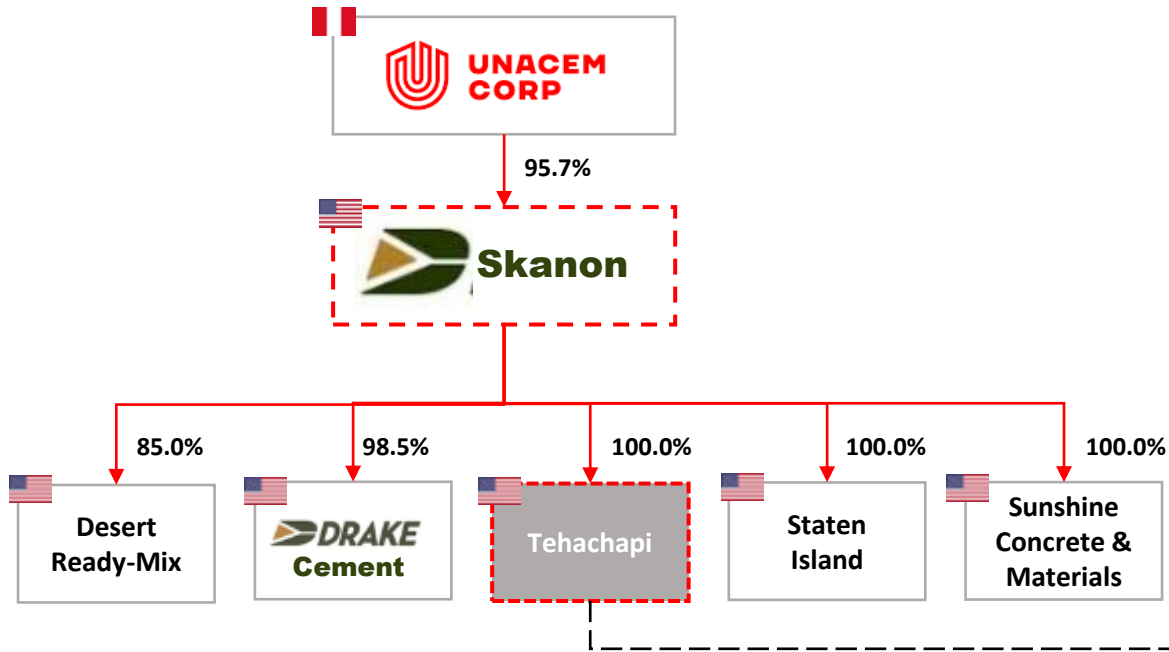 UNACEM
CORP
95.7%
Skanon
85.0%
98.5%
100.0%
100.0%
100.0%
Desert
Ready-Mix
DRAKE
Cement
Tehachapi
Staten
Island
Sunshine
Concrete &
Materials